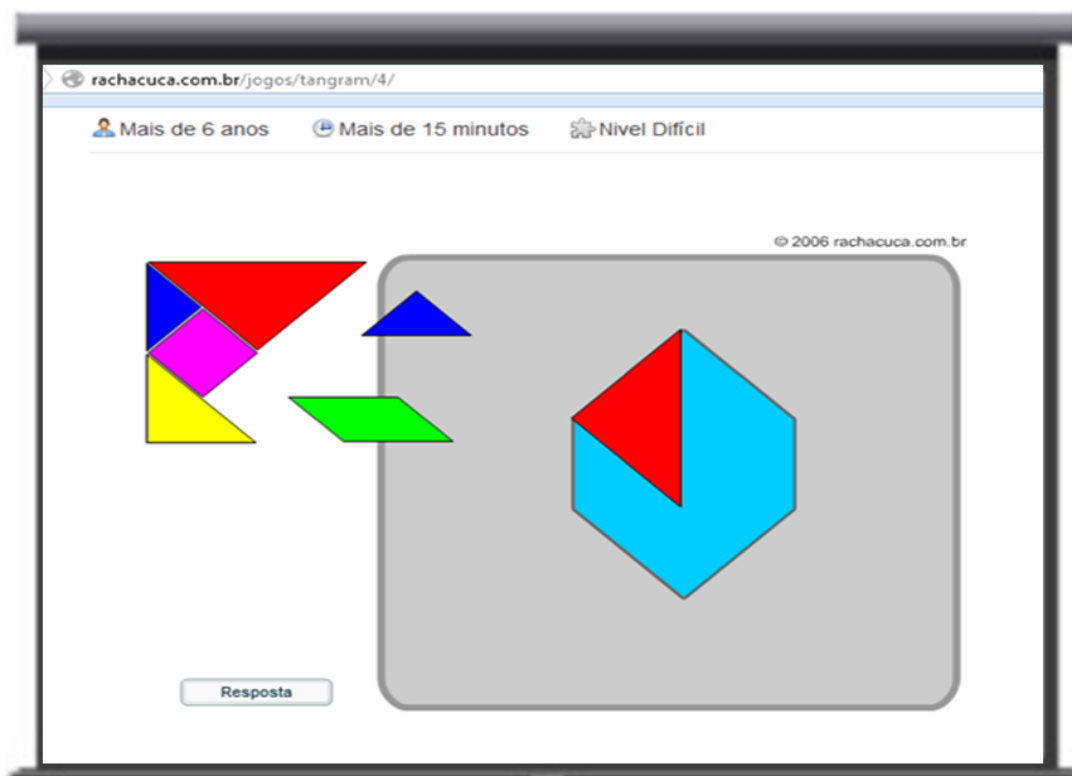 rachacuca.com.br/jogos/tangram/4/
Mais de 6 anos Mais de 15 minutos Nivel Difícil
© 2006 rachacuca.com.br
Resposta